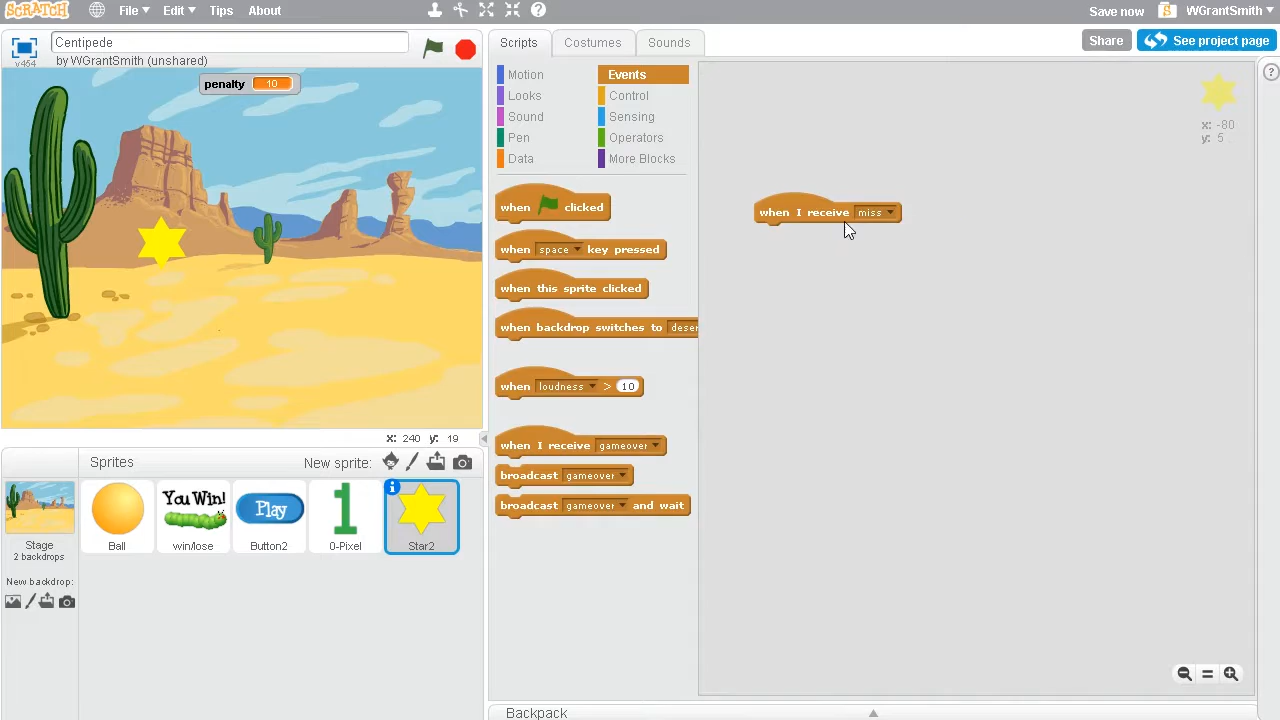 SCRATCH File Edit Tips About Save now WGrantSmith
v454 Centipede Scripts Costumes Sounds Share See project page
by WGrantSmith (unshared)
penalty 10
Motion Events
Looks Control
Sound Sensing
Pen Operators
Data More Blocks
x: -80
y: 5
when clicked
when I receive miss
when space key pressed
when this sprite clicked
when backdrop switches to deser
when loudness > 10
when I receive gameover
broadcast gameover
broadcast gameover and wait
x: 240 y: 19
Sprites New sprite:
You Win!
Play
1
Stage
2 backdrops
Ball win/lose Button2 0-Pixel Star2
New backdrop:
Backpack